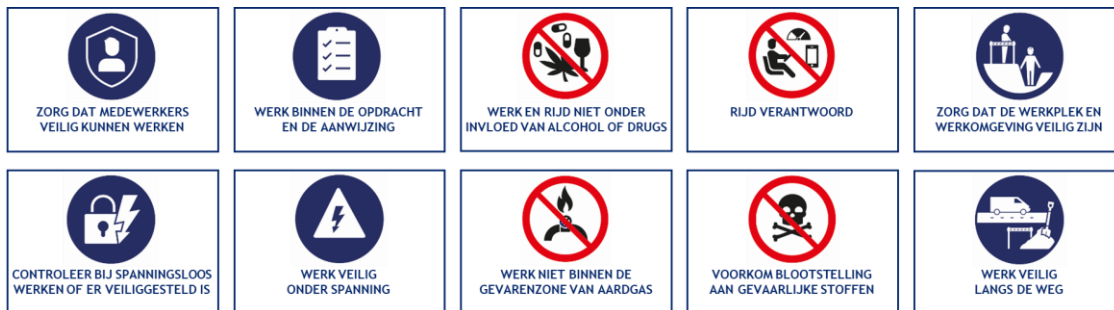 ZORG DAT MEDEWERKERS
VEILIG KUNNEN WERKEN
WERK BINNEN DE OPDRACHT
EN DE AANWIJZING
WERK EN RIJD NIET ONDER
INVLOED VAN ALCOHOL OF DRUGS
RIJD VERANTWOORD
ZORG DAT DE WERKPLEK EN
WERKOMGEVING VEILIG ZIJN
CONTROLEER BIJ SPANNINGSLOOS
WERKEN OF ER VEILIGGESTELD IS
WERK VEILIG
ONDER SPANNING
WERK NIET BINNEN DE
GEVARENZONE VAN AARDGAS
VOORKOM BLOOTSTELLING
AAN GEVAARLIJKE STOFFEN
WERK VEILIG
LANGS DE WEG